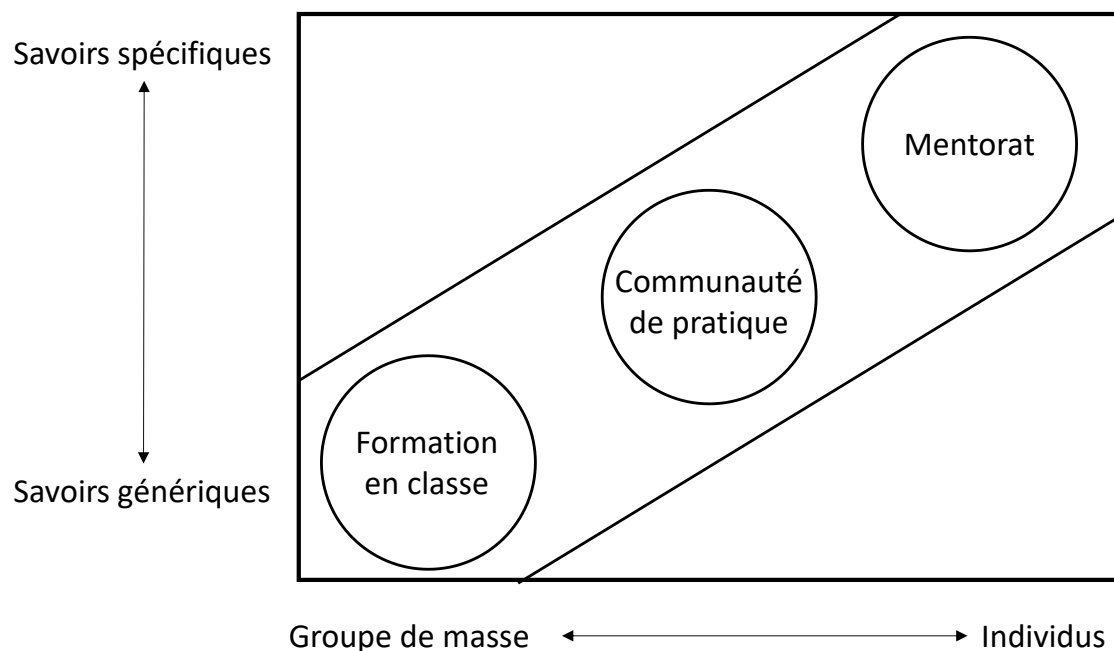 Savoirs spécifiques
Mentorat
Communauté
de pratique
Formation
en classe
Savoirs génériques
Groupe de masse
Individus